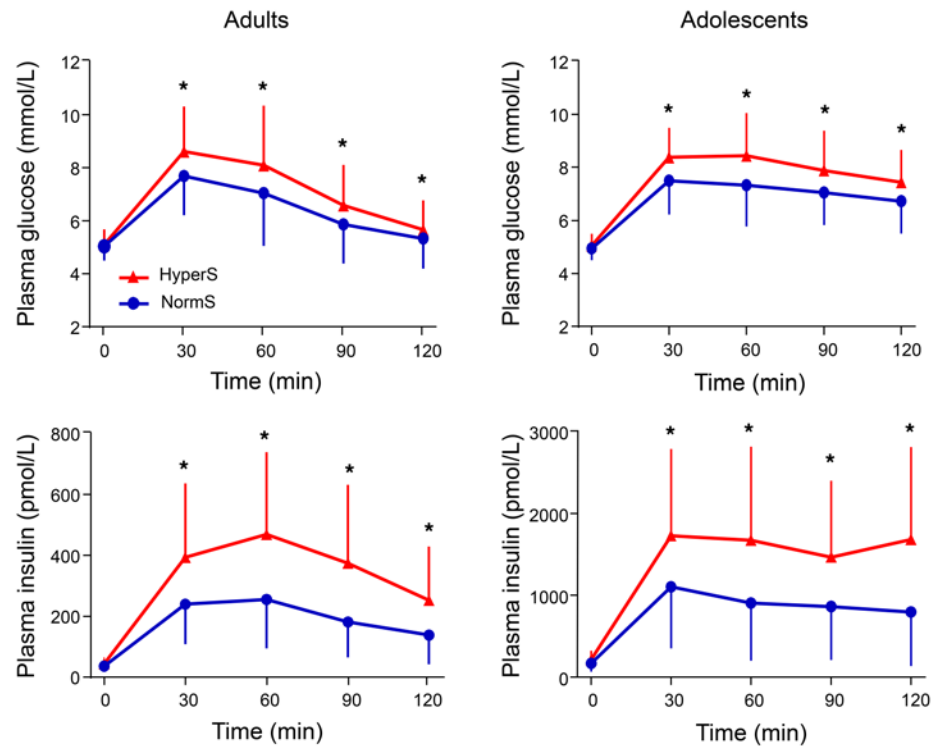 Adults
Adolescents
Plasma glucose (mmol/L)
12
10
8
6
4
2
* * * *
HyperS
NormS
0 30 60 90 120
Time (min)
Plasma glucose (mmol/L)
12
10
8
6
4
2
* * * *
0 30 60 90 120
Time (min)
Plasma insulin (pmol/L)
800
600
400
200
0
* * * *
0 30 60 90 120
Time (min)
Plasma insulin (pmol/L)
3000
2000
1000
0
* * * *
0 30 60 90 120
Time (min)